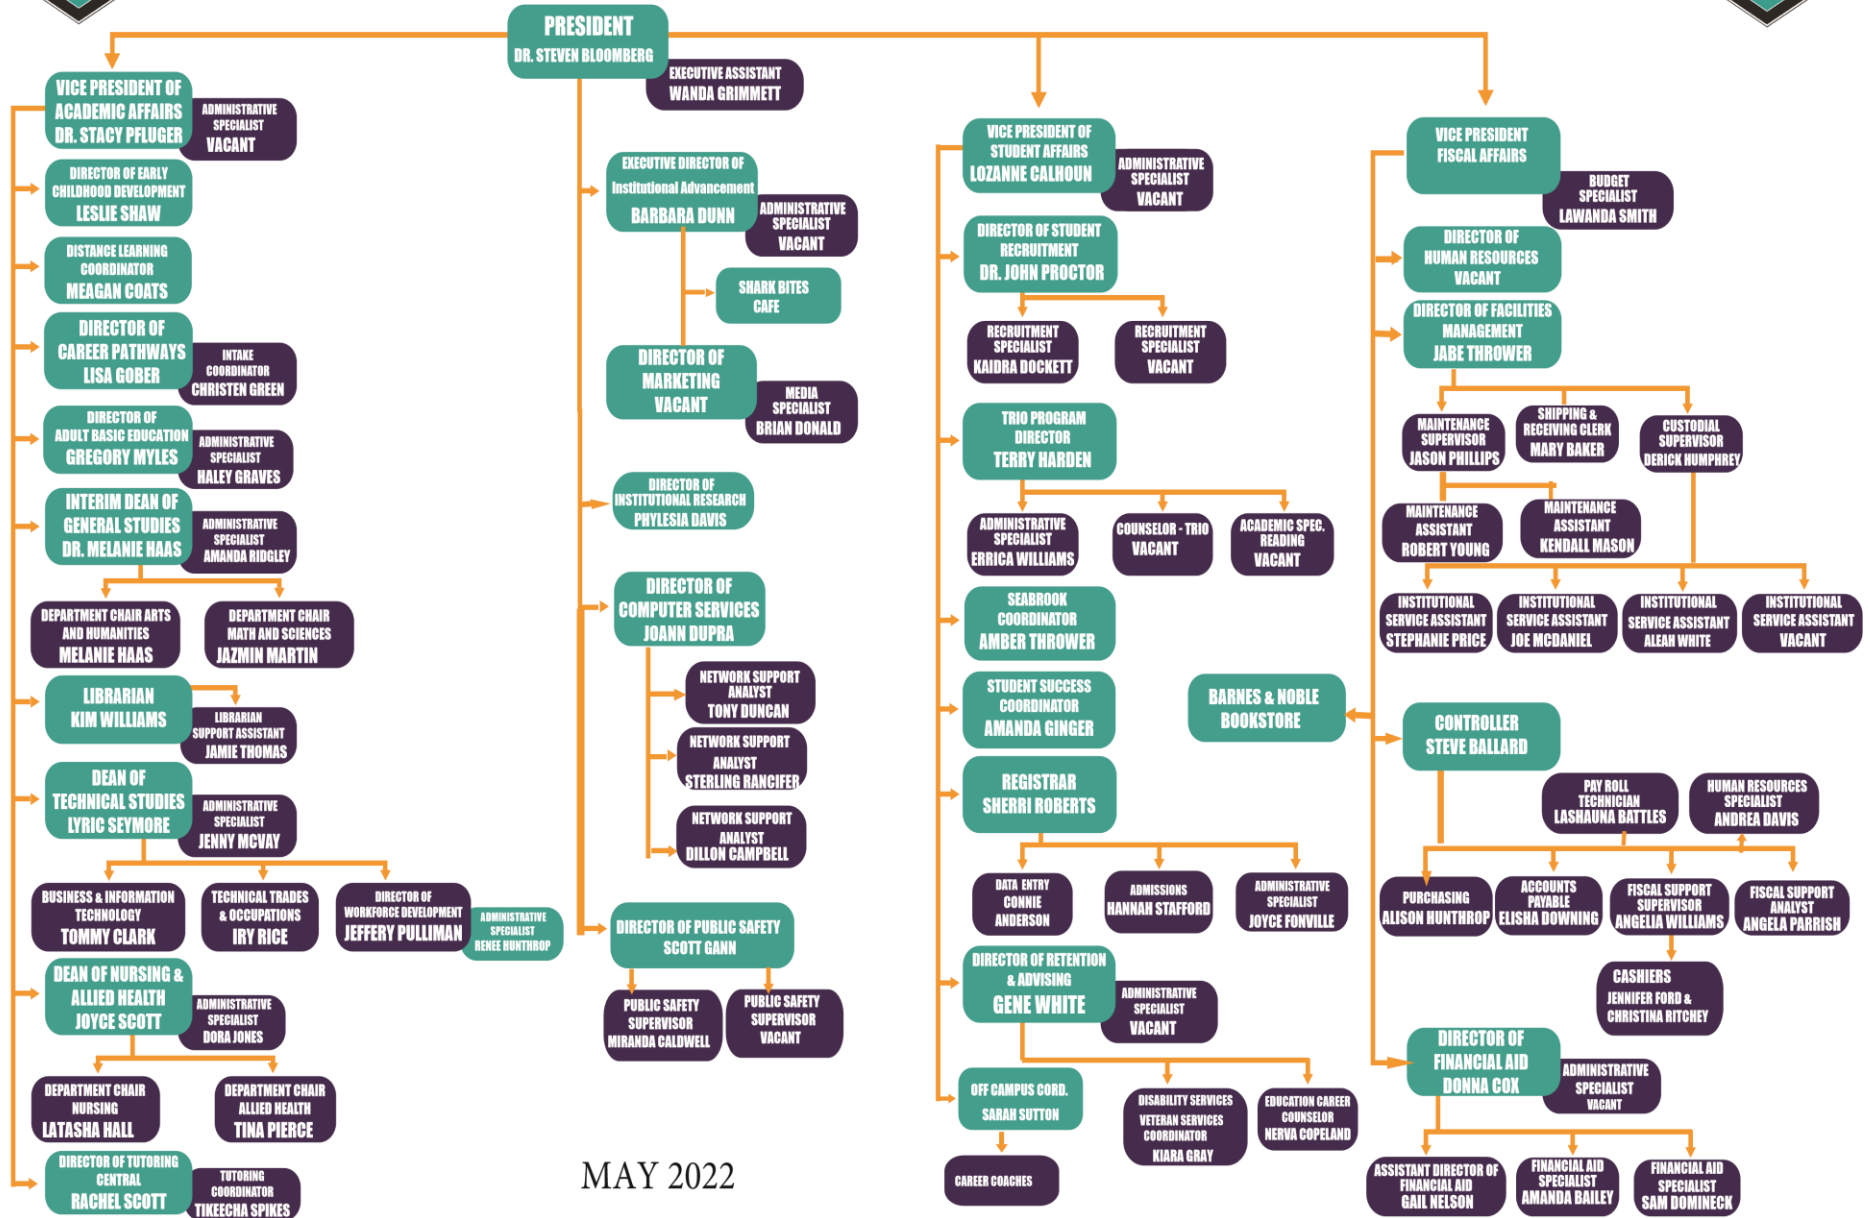 PRESIDENT
DR. STEVEN BLOOMBERG
EXECUTIVE ASSISTANT
WANDA GRIMMETT
VICE PRESIDENT OF
ACADEMIC AFFAIRS
DR. STACY PFLUGER
ADMINISTRATIVE
SPECIALIST
VACANT
DIRECTOR OF EARLY
CHILDHOOD DEVELOPMENT
LESLIE SHAW
DISTANCE LEARNING
COORDINATOR
MEAGAN COATS
DIRECTOR OF
CAREER PATHWAYS
LISA GOBER
INTAKE
COORDINATOR
CHRISTEN GREEN
DIRECTOR OF
ADULT BASIC EDUCATION
GREGORY MYLES
ADMINISTRATIVE
SPECIALIST
HALEY GRAVES
INTERIM DEAN OF
GENERAL STUDIES
DR. MELANIE HAAS
ADMINISTRATIVE
SPECIALIST
AMANDA RIDGLEY
DEPARTMENT CHAIR ARTS
AND HUMANITIES
MELANIE HAAS
DEPARTMENT CHAIR
MATH AND SCIENCES
JAZMIN MARTIN
LIBRARIAN
KIM WILLIAMS
LIBRARIAN
SUPPORT ASSISTANT
JAMIE THOMAS
DEAN OF
TECHNICAL STUDIES
LYRIC SEYMORE
ADMINISTRATIVE
SPECIALIST
JENNY MCVAY
BUSINESS & INFORMATION
TECHNOLOGY
TOMMY CLARK
TECHNICAL TRADES
& OCCUPATIONS
IRY RICE
DIRECTOR OF
WORKFORCE DEVELOPMENT
JEFFERY PULLIMAN
ADMINISTRATIVE
SPECIALIST
RENEE HUNTHROP
DEAN OF NURSING &
ALLIED HEALTH
JOYCE SCOTT
ADMINISTRATIVE
SPECIALIST
DORA JONES
DEPARTMENT CHAIR
NURSING
LATASHA HALL
DEPARTMENT CHAIR
ALLIED HEALTH
TINA PIERCE
DIRECTOR OF TUTORING
CENTRAL
RACHEL SCOTT
TUTORING
COORDINATOR
TIKEECHA SPIKES
EXECUTIVE DIRECTOR OF
Institutional Advancement
BARBARA DUNN
ADMINISTRATIVE
SPECIALIST
VACANT
SHARK BITES
CAFE
DIRECTOR OF
MARKETING
VACANT
MEDIA
SPECIALIST
BRIAN DONALD
DIRECTOR OF
INSTITUTIONAL RESEARCH
PHYLESIA DAVIS
DIRECTOR OF
COMPUTER SERVICES
JOANN DUPRA
NETWORK SUPPORT
ANALYST
TONY DUNCAN
NETWORK SUPPORT
ANALYST
STERLING RANCIFER
NETWORK SUPPORT
ANALYST
DILLON CAMPBELL
DIRECTOR OF PUBLIC SAFETY
SCOTT GANN
PUBLIC SAFETY
SUPERVISOR
MIRANDA CALDWELL
PUBLIC SAFETY
SUPERVISOR
VACANT
MAY 2022
VICE PRESIDENT OF
STUDENT AFFAIRS
LOZANNE CALHOUN
ADMINISTRATIVE
SPECIALIST
VACANT
DIRECTOR OF STUDENT
RECRUITMENT
DR. JOHN PROCTOR
RECRUITMENT
SPECIALIST
KAIDRA DOCKETT
RECRUITMENT
SPECIALIST
VACANT
TRIO PROGRAM
DIRECTOR
TERRY HARDEN
ADMINISTRATIVE
SPECIALIST
ERRICA WILLIAMS
COUNSELOR - TRIO
VACANT
ACADEMIC SPEC.
READING
VACANT
SEABROOK
COORDINATOR
AMBER THROWER
STUDENT SUCCESS
COORDINATOR
AMANDA GINGER
REGISTRAR
SHERRI ROBERTS
DATA ENTRY
CONNIE
ANDERSON
ADMISSIONS
HANNAH STAFFORD
ADMINISTRATIVE
SPECIALIST
JOYCE FONVILLE
DIRECTOR OF RETENTION
& ADVISING
GENE WHITE
ADMINISTRATIVE
SPECIALIST
VACANT
DISABILITY SERVICES
VETERAN SERVICES
COORDINATOR
KIARA GRAY
EDUCATION CAREER
COUNSELOR
NERVA COPELAND
OFF CAMPUS CORD.
SARAH SUTTON
CAREER COACHES
VICE PRESIDENT
FISCAL AFFAIRS
BUDGET
SPECIALIST
LAWANDA SMITH
DIRECTOR OF
HUMAN RESOURCES
VACANT
DIRECTOR OF FACILITIES
MANAGEMENT
JABE THROWER
MAINTENANCE
SUPERVISOR
JASON PHILLIPS
SHIPPING &
RECEIVING CLERK
MARY BAKER
CUSTODIAL
SUPERVISOR
DERICK HUMPHREY
MAINTENANCE
ASSISTANT
ROBERT YOUNG
MAINTENANCE
ASSISTANT
KENDALL MASON
INSTITUTIONAL
SERVICE ASSISTANT
STEPHANIE PRICE
INSTITUTIONAL
SERVICE ASSISTANT
JOE MCDANIEL
INSTITUTIONAL
SERVICE ASSISTANT
ALEAH WHITE
INSTITUTIONAL
SERVICE ASSISTANT
VACANT
BARNES & NOBLE
BOOKSTORE
CONTROLLER
STEVE BALLARD
PAY ROLL
TECHNICIAN
LASHAUNA BATTLES
HUMAN RESOURCES
SPECIALIST
ANDREA DAVIS
PURCHASING
ALISON HUNTHROP
ACCOUNTS
PAYABLE
ELISHA DOWNING
FISCAL SUPPORT
SUPERVISOR
ANGELIA WILLIAMS
FISCAL SUPPORT
ANALYST
ANGELA PARRISH
CASHIERS
JENNIFER FORD &
CHRISTINA RITCHEY
DIRECTOR OF
FINANCIAL AID
DONNA COX
ADMINISTRATIVE
SPECIALIST
VACANT
ASSISTANT DIRECTOR OF
FINANCIAL AID
GAIL NELSON
FINANCIAL AID
SPECIALIST
AMANDA BAILEY
FINANCIAL AID
SPECIALIST
SAM DOMINECK